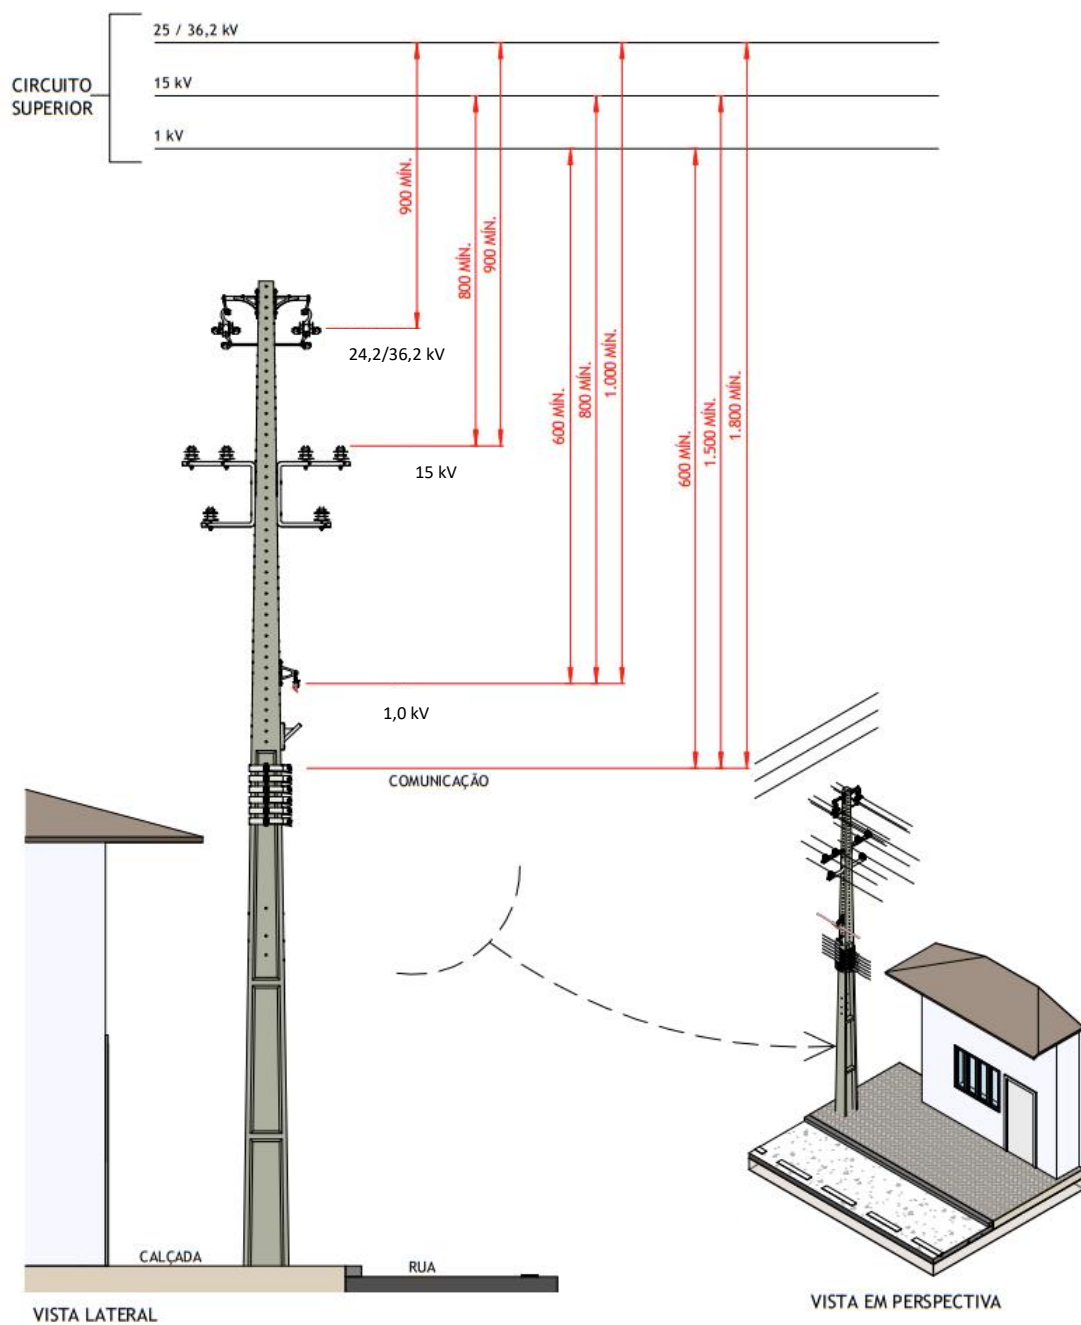 25 / 36,2 kV
CIRCUITO
SUPERIOR
15 kV
1 kV
900 MÍN.
800 MÍN.
900 MÍN.
600 MÍN.
800 MÍN.
1.000 MÍN.
600 MÍN.
1.500 MÍN.
1.800 MÍN.
24,2/36,2 kV
15 kV
1,0 kV
COMUNICAÇÃO
CALÇADA
RUA
VISTA LATERAL
VISTA EM PERSPECTIVA